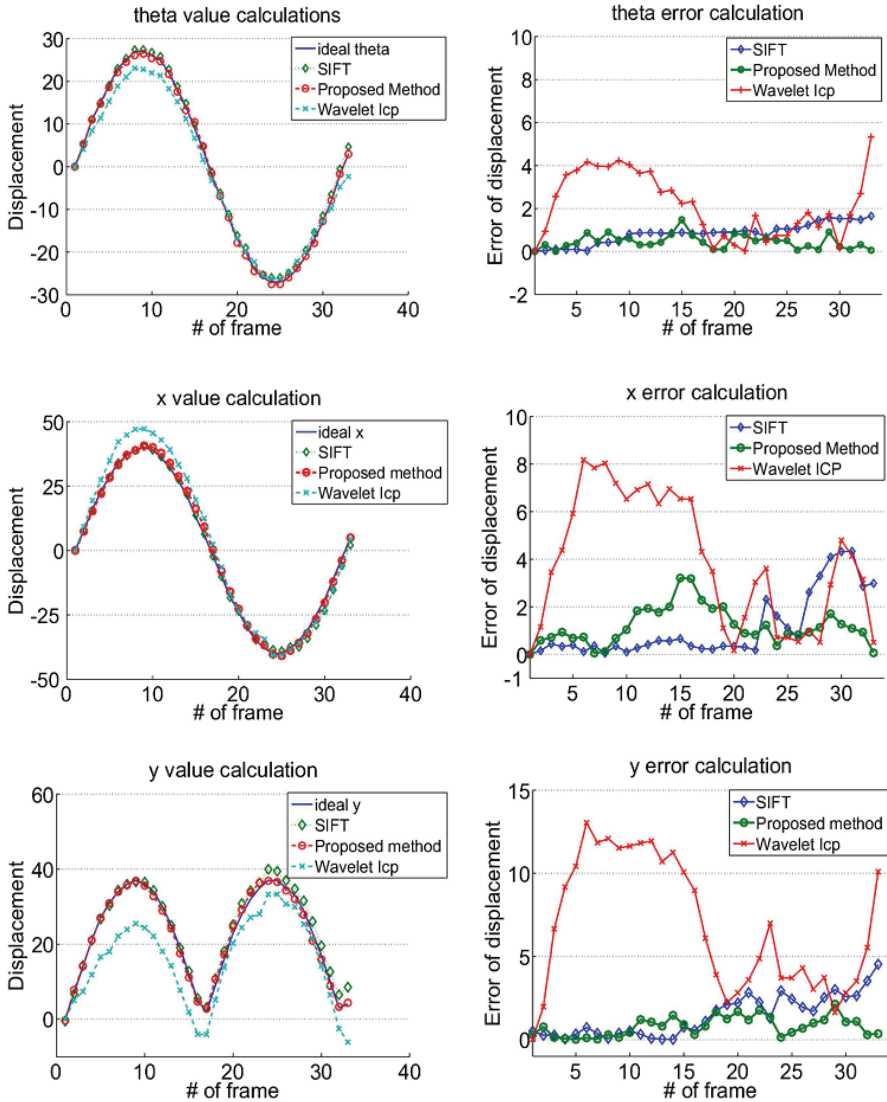 theta value calculations
30
20
10
0
-10
-20
-30
0
10
20
30
40
Displacement
# of frame
ideal theta
SIFT
Proposed Method
Wavelet Icp
theta error calculation
10
8
6
4
2
0
-2
5
10
15
20
25
30
Error of displacement
# of frame
SIFT
Proposed Method
Wavelet Icp
x value calculation
50
25
0
-25
-50
0
10
20
30
40
Displacement
# of frame
ideal x
SIFT
Proposed method
Wavelet Icp
x error calculation
10
8
6
4
2
0
-1
5
10
15
20
25
30
Error of displacement
# of frame
SIFT
Proposed Method
Wavelet ICP
y value calculation
60
40
20
0
0
10
20
30
40
Displacement
# of frame
ideal y
SIFT
Proposed method
Wavelet Icp
y error calculation
15
10
5
0
5
10
15
20
25
30
Error of displacement
# of frame
SIFT
Proposed method
Wavelet Icp